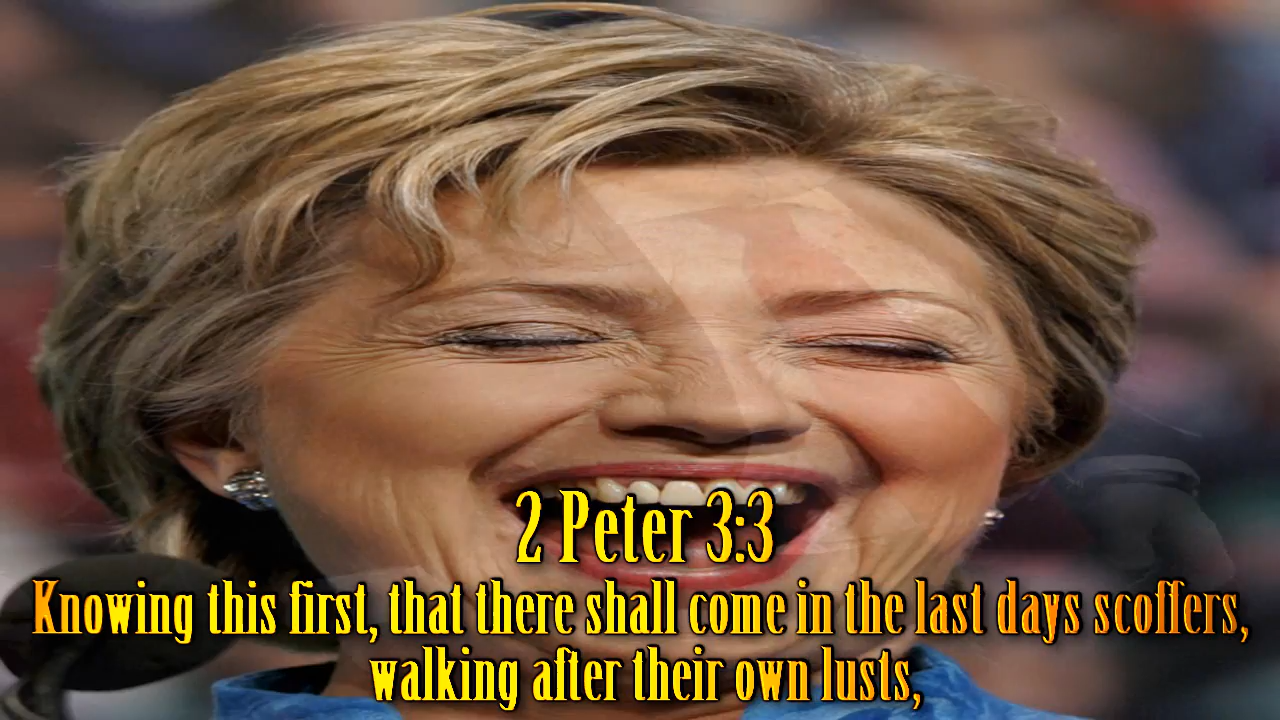 2 Peter 3:3
Knowing this first, that there shall come in the last days scoffers,
walking after their own lusts,